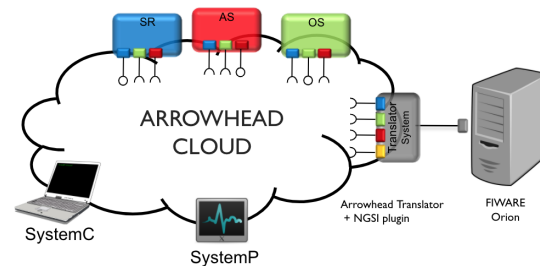 SR
AS
OS
ARROWHEAD
CLOUD
Translator
System
Arrowhead Translator
+ NGSI plugin
FIWARE
Orion
SystemC
SystemP